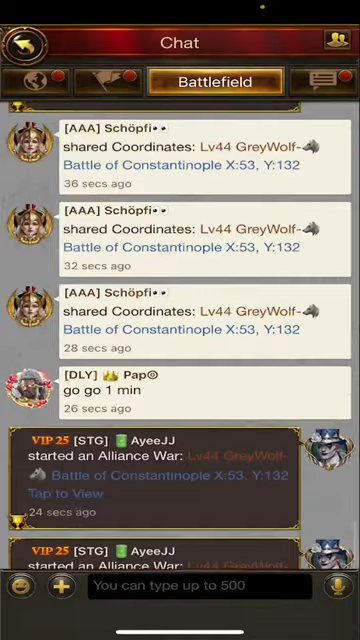 Chat
Battlefield
[AAA] Schöpfi👀
shared Coordinates: Lv44 GreyWolf-🐺
Battle of Constantinople X:53, Y:132
36 secs ago
[AAA] Schöpfi👀
shared Coordinates: Lv44 GreyWolf-🐺
Battle of Constantinople X:53, Y:132
32 secs ago
[AAA] Schöpfi👀
shared Coordinates: Lv44 GreyWolf-🐺
Battle of Constantinople X:53, Y:132
28 secs ago
[DLY] 👑 Pap◎
go go 1 min
26 secs ago
VIP 25 [STG] 🔋AyeeJJ
started an Alliance War: Lv44 GreyWolf-
🐺 Battle of Constantinople X:53, Y:132
Tap to View
24 secs ago
VIP 25 [STG] 🔋AyeeJJ
started an Alliance War: Lv44 GreyWolf-
You can type up to 500